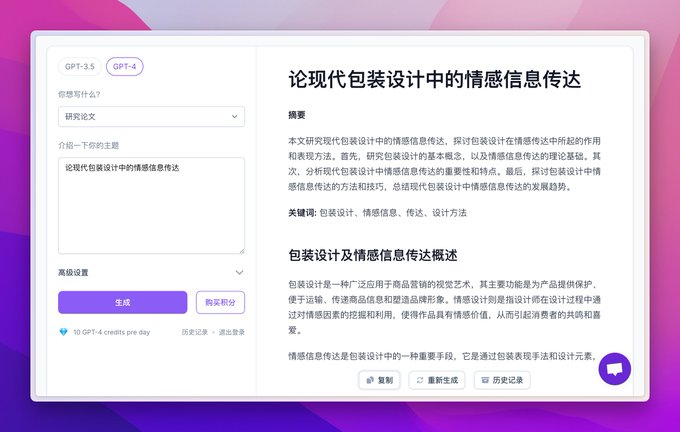 GPT-3.5
GPT-4
你想写什么?
研究论文
介绍一下你的主题
论现代包装设计中的情感信息传达
高级设置
生成
购买积分
10 GPT-4 credits pre day
历史记录 • 退出登录
论现代包装设计中的情感信息传达
摘要
本文研究现代包装设计中的情感信息传达，探讨包装设计在情感传达中所起的作用
和表现方法。首先，研究包装设计的基本概念，以及情感信息传达的理论基础。其
次，分析现代包装设计中情感信息传达的重要性和特点。最后，探讨包装设计中情
感信息传达的方法和技巧，总结现代包装设计中情感信息传达的发展趋势。
关键词: 包装设计、情感信息、传达、设计方法
包装设计及情感信息传达概述
包装设计是一种广泛应用于商品营销的视觉艺术，其主要功能是为产品提供保护、
便于运输、传递商品信息和塑造品牌形象。情感设计则是指设计师在设计过程中通
过对情感因素的挖掘和利用，使得作品具有情感价值，从而引起消费者的共鸣和喜
爱。
情感信息传达是包装设计中的一种重要手段，它是通过包装表现手法和设计元素，
复制
重新生成
历史记录